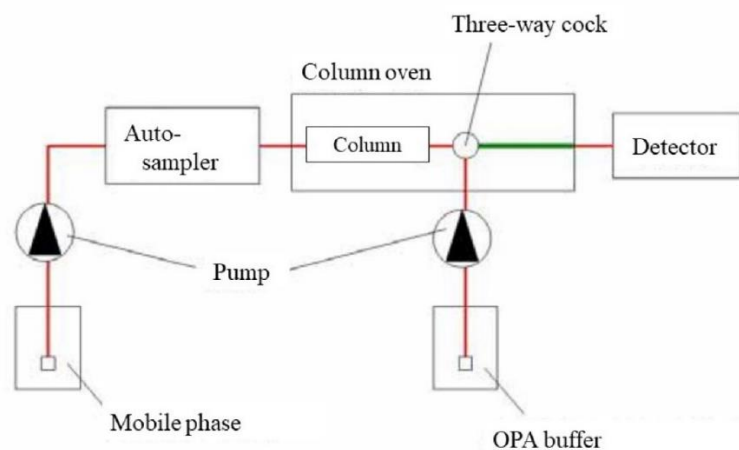 Three-way cock
Column oven
Auto-
sampler
Column
Detector
Pump
Mobile phase
OPA buffer